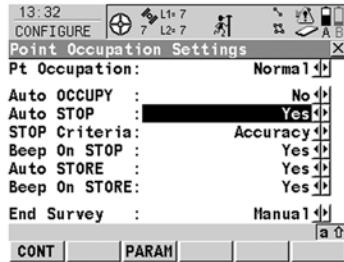 13:32
CONFIGURE 7 L1= 7
7 L2= 7
A B
Point Occupation Settings X
Pt Occupation: Normal
Auto OCCUPY : No
Auto STOP : Yes
STOP Criteria: Accuracy
Beep On STOP : Yes
Auto STORE : Yes
Beep On STORE: Yes
End Survey : Manual
a
CONT PARAM